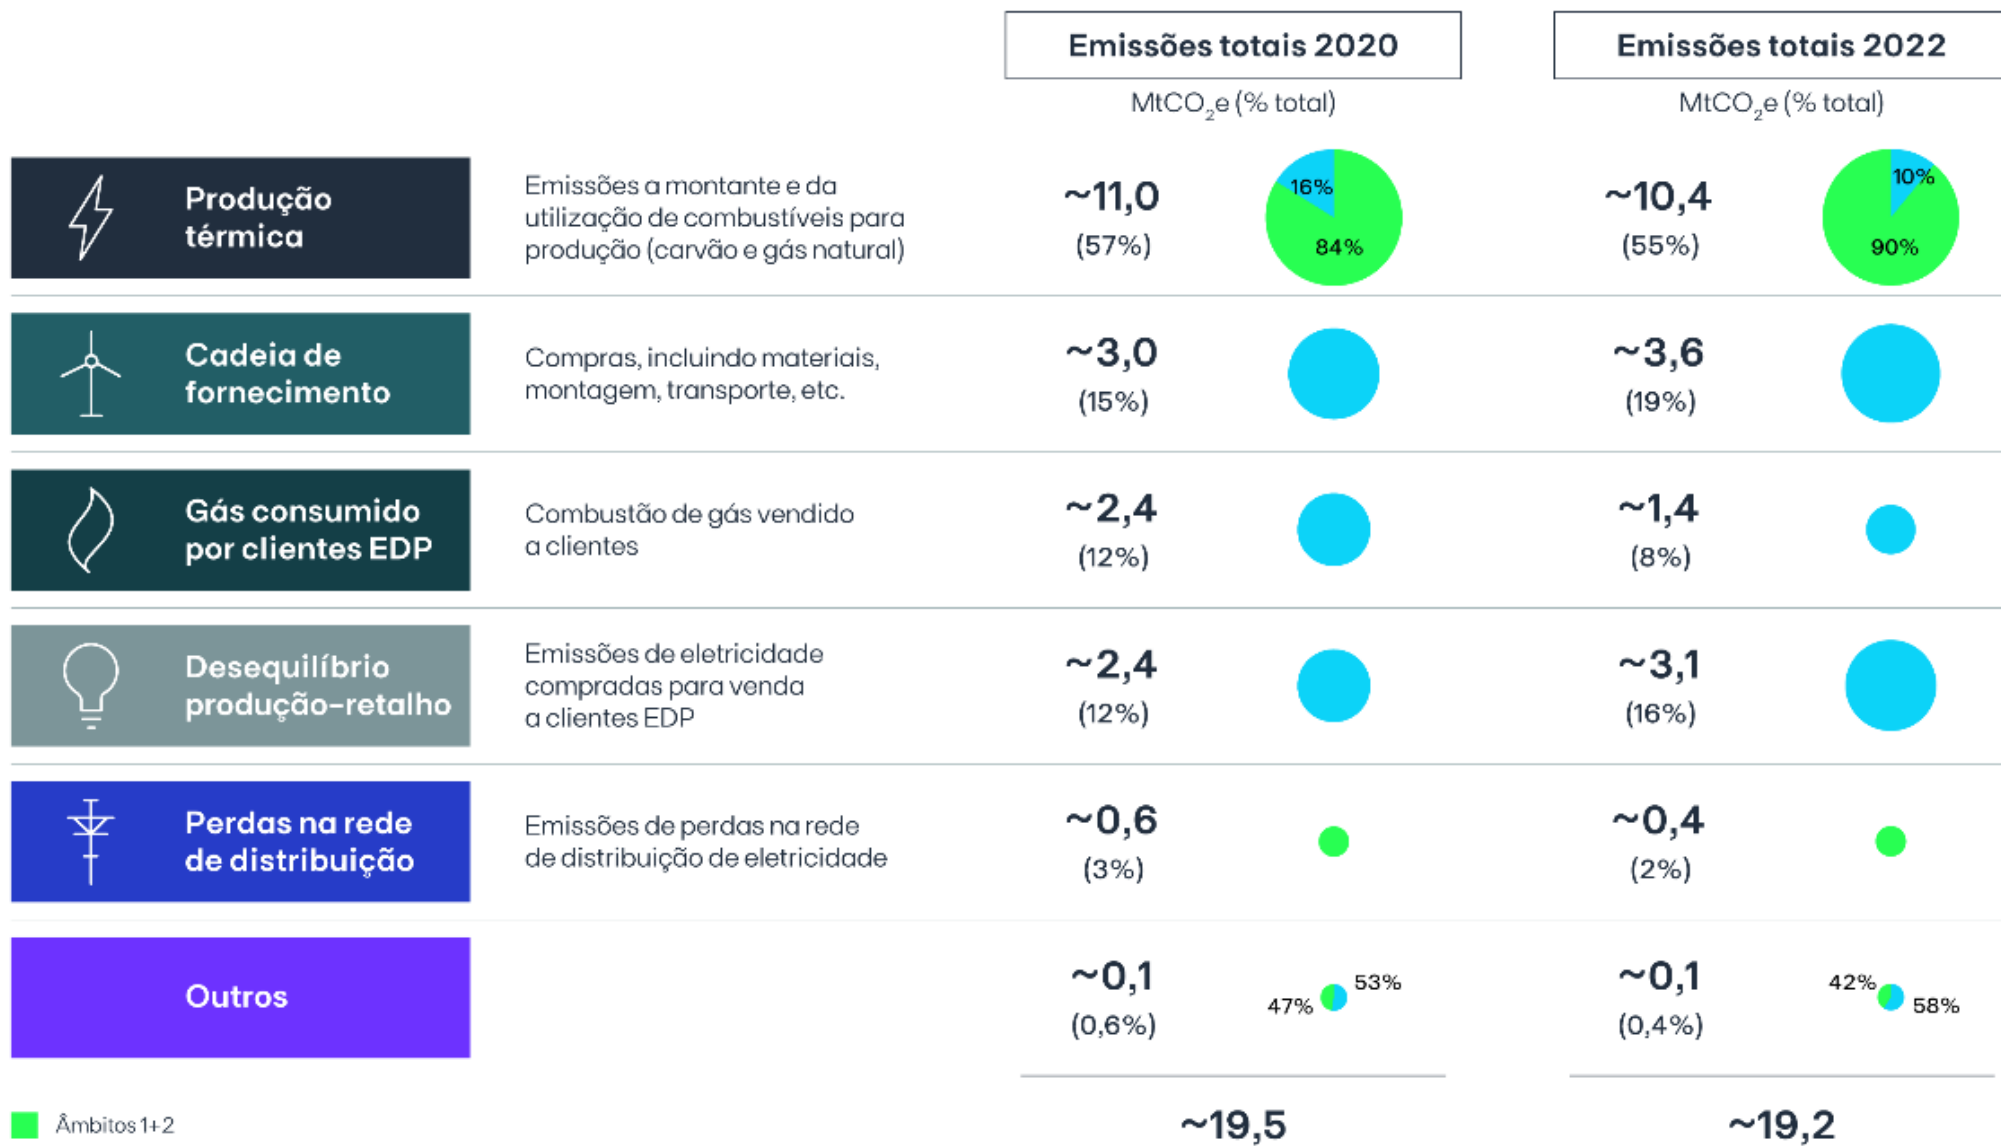 Emissões totais 2020
Emissões totais 2022
MtCO₂e (% total)
MtCO₂e (% total)
Produção
térmica
Emissões a montante e da
utilização de combustíveis para
produção (carvão e gás natural)
~11,0
(57%)
16%
84%
~10,4
(55%)
10%
90%
Cadeia de
fornecimento
Compras, incluindo materiais,
montagem, transporte, etc.
~3,0
(15%)
~3,6
(19%)
Gás consumido
por clientes EDP
Combustão de gás vendido
a clientes
~2,4
(12%)
~1,4
(8%)
Desequilíbrio
produção-retalho
Emissões de eletricidade
compradas para venda
a clientes EDP
~2,4
(12%)
~3,1
(16%)
Perdas na rede
de distribuição
Emissões de perdas na rede
de distribuição de eletricidade
~0,6
(3%)
~0,4
(2%)
Outros
~0,1
(0,6%)
47%
53%
~0,1
(0,4%)
42%
58%
Âmbitos 1+2
~19,5
~19,2